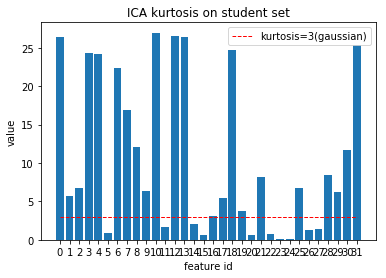 ICA kurtosis on student set
kurtosis=3(gaussian)
value
25
20
15
10
5
0
0 1 2 3 4 5 6 7 8 9 10 11 12 13 14 15 16 17 18 19 20 21 22 23 24 25 26 27 28 29 30 31
feature id